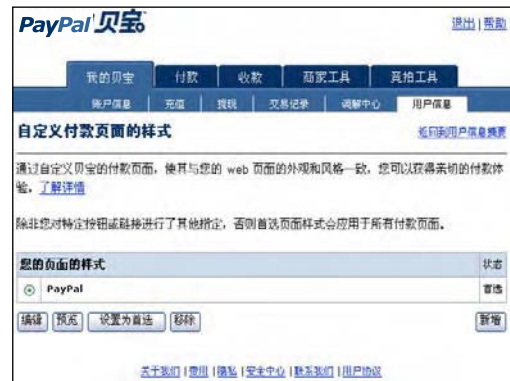 PayPal 贝宝
退出 | 帮助
我的贝宝 付款 收款 商家工具 竞拍工具
账户信息 充值 提现 交易记录 调解中心 用户信息
自定义付款页面的样式 返回到用户信息摘要
通过自定义贝宝的付款页面，使其与您的 web 页面的外观和风格一致，您可以获得亲切的付款体
验。了解详情
除非您对特定按钮或链接进行了其他指定，否则首选页面样式会应用于所有付款页面。
您的页面的样式 状态
PayPal 首选
编辑 预览 设置为首选 移除 新增
关于我们 | 费用 | 隐私 | 安全中心 | 联系我们 | 用户协议